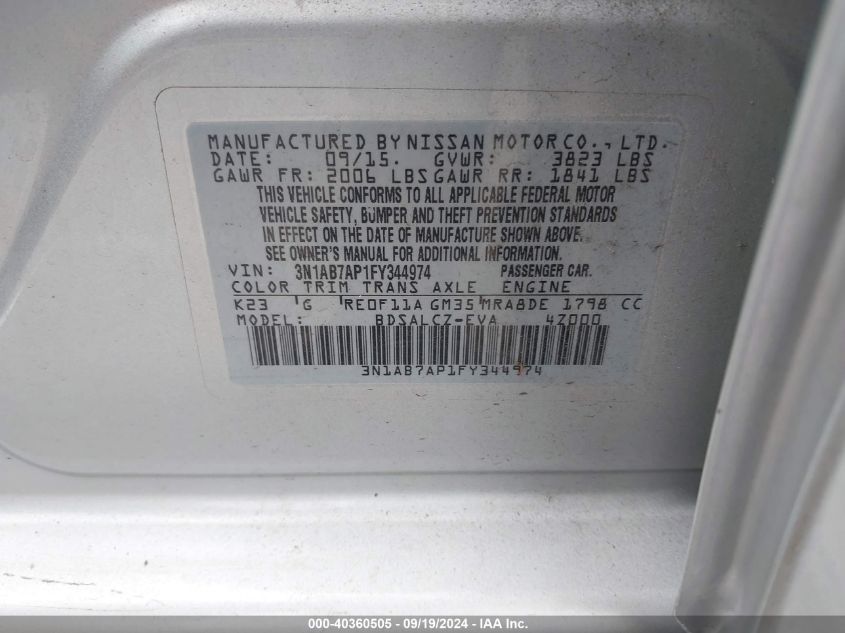 MANUFACTURED BY NISSAN MOTOR CO., LTD.
DATE: 09/15. GVWR: 3823 LBS
GAWR FR: 2006 LBS GAWR RR: 1841 LBS
THIS VEHICLE CONFORMS TO ALL APPLICABLE FEDERAL MOTOR
VEHICLE SAFETY, BUMPER AND THEFT PREVENTION STANDARDS
IN EFFECT ON THE DATE OF MANUFACTURE SHOWN ABOVE.
SEE OWNER'S MANUAL FOR ADDITIONAL INFORMATION.
VIN: 3N1AB7AP1FY344974 PASSENGER CAR.
COLOR TRIM TRANS AXLE ENGINE
K23 G RE0F11A GM35 MRA8DE 1798 CC
MODEL: BDSALCZ-EVA 4Z000
3N1AB7AP1FY344974
000-40360505 - 09/19/2024 - IAA Inc.